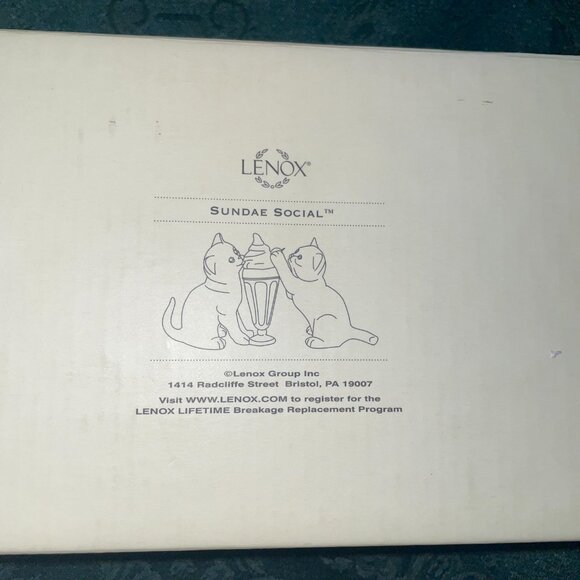 LENOX®
SUNDAE SOCIAL™
©Lenox Group Inc
1414 Radcliffe Street Bristol, PA 19007
Visit WWW.LENOX.COM to register for the
LENOX LIFETIME Breakage Replacement Program